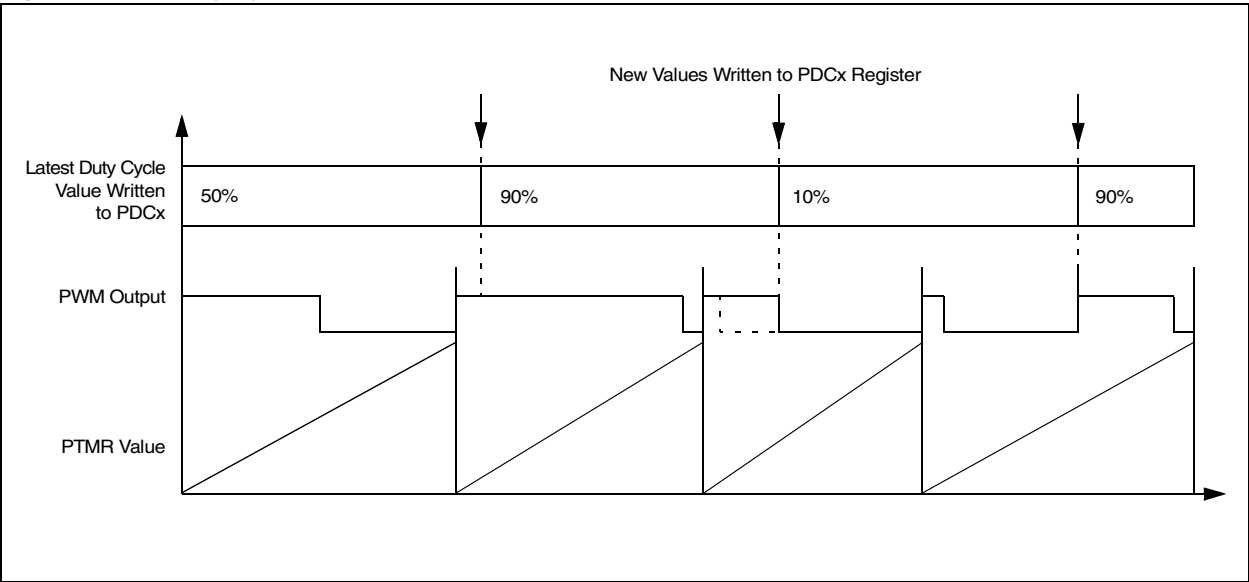 New Values Written to PDCx Register
Latest Duty Cycle
Value Written
to PDCx
50%
90%
10%
90%
PWM Output
PTMR Value